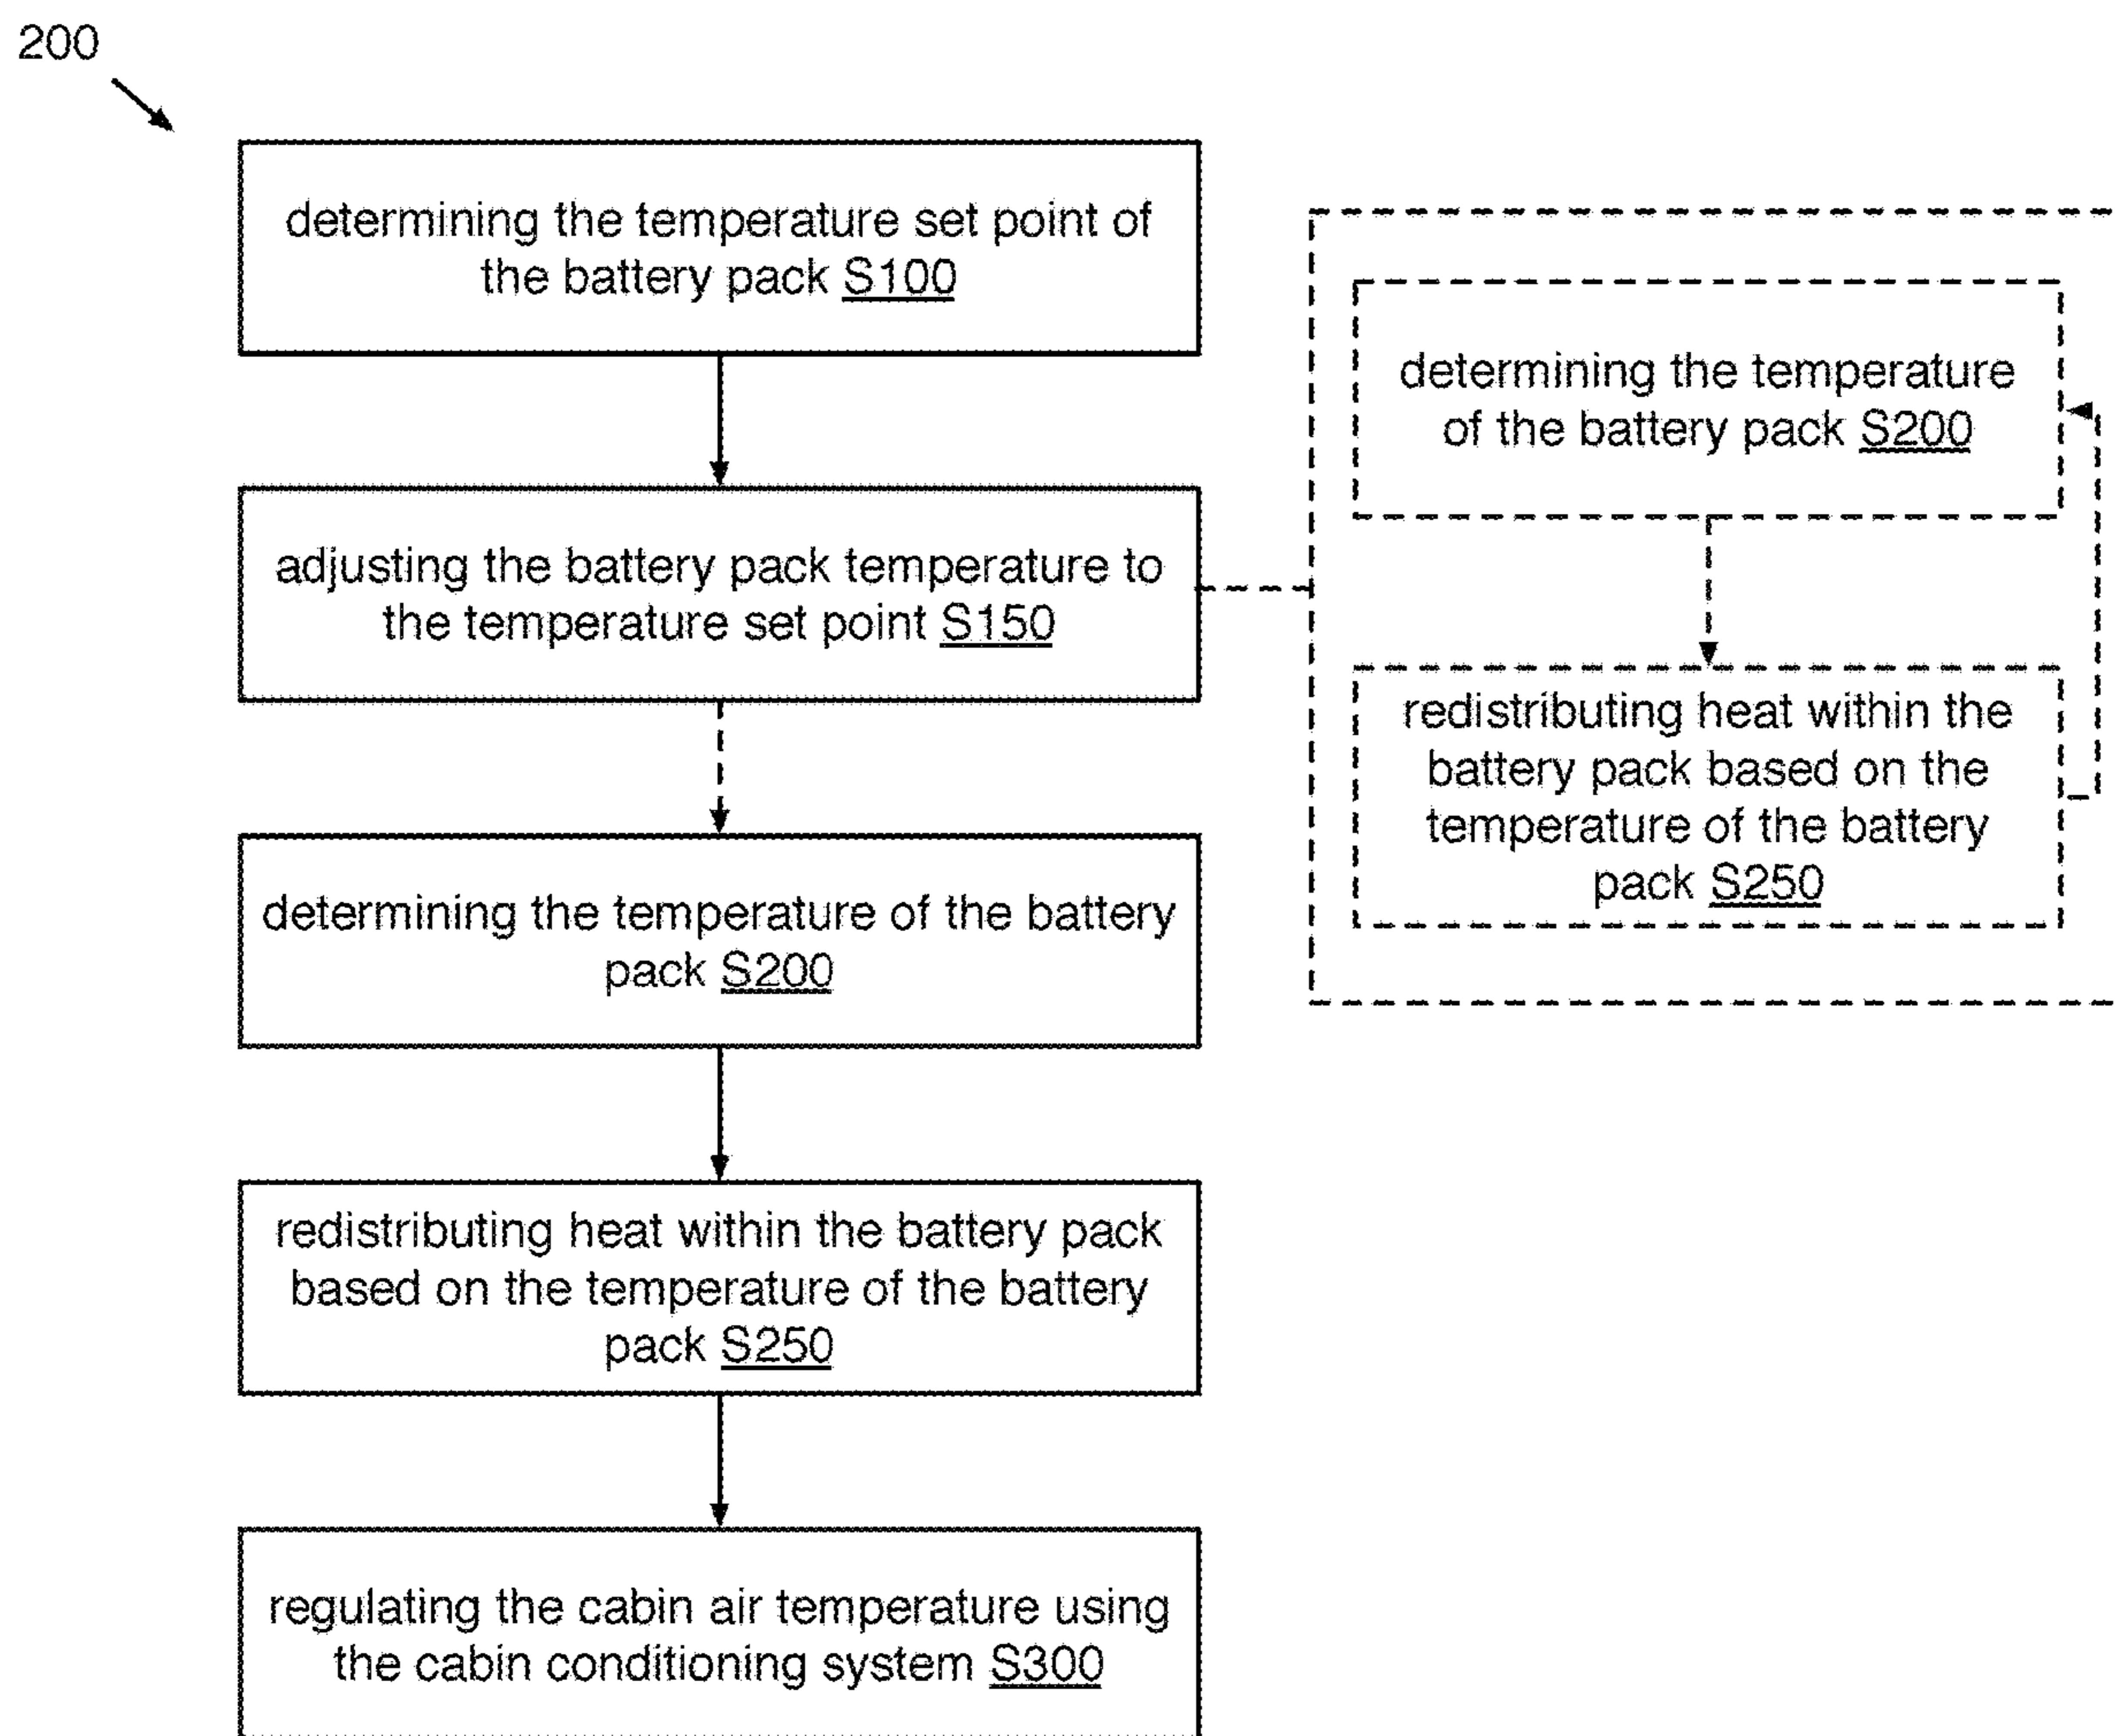 200
determining the temperature set point of
the battery pack S100
adjusting the battery pack temperature to
the temperature set point S150
determining the temperature of the battery
pack S200
redistributing heat within the battery pack
based on the temperature of the battery
pack S250
regulating the cabin air temperature using
the cabin conditioning system S300
determining the temperature
of the battery pack S200
redistributing heat within the
battery pack based on the
temperature of the battery
pack S250